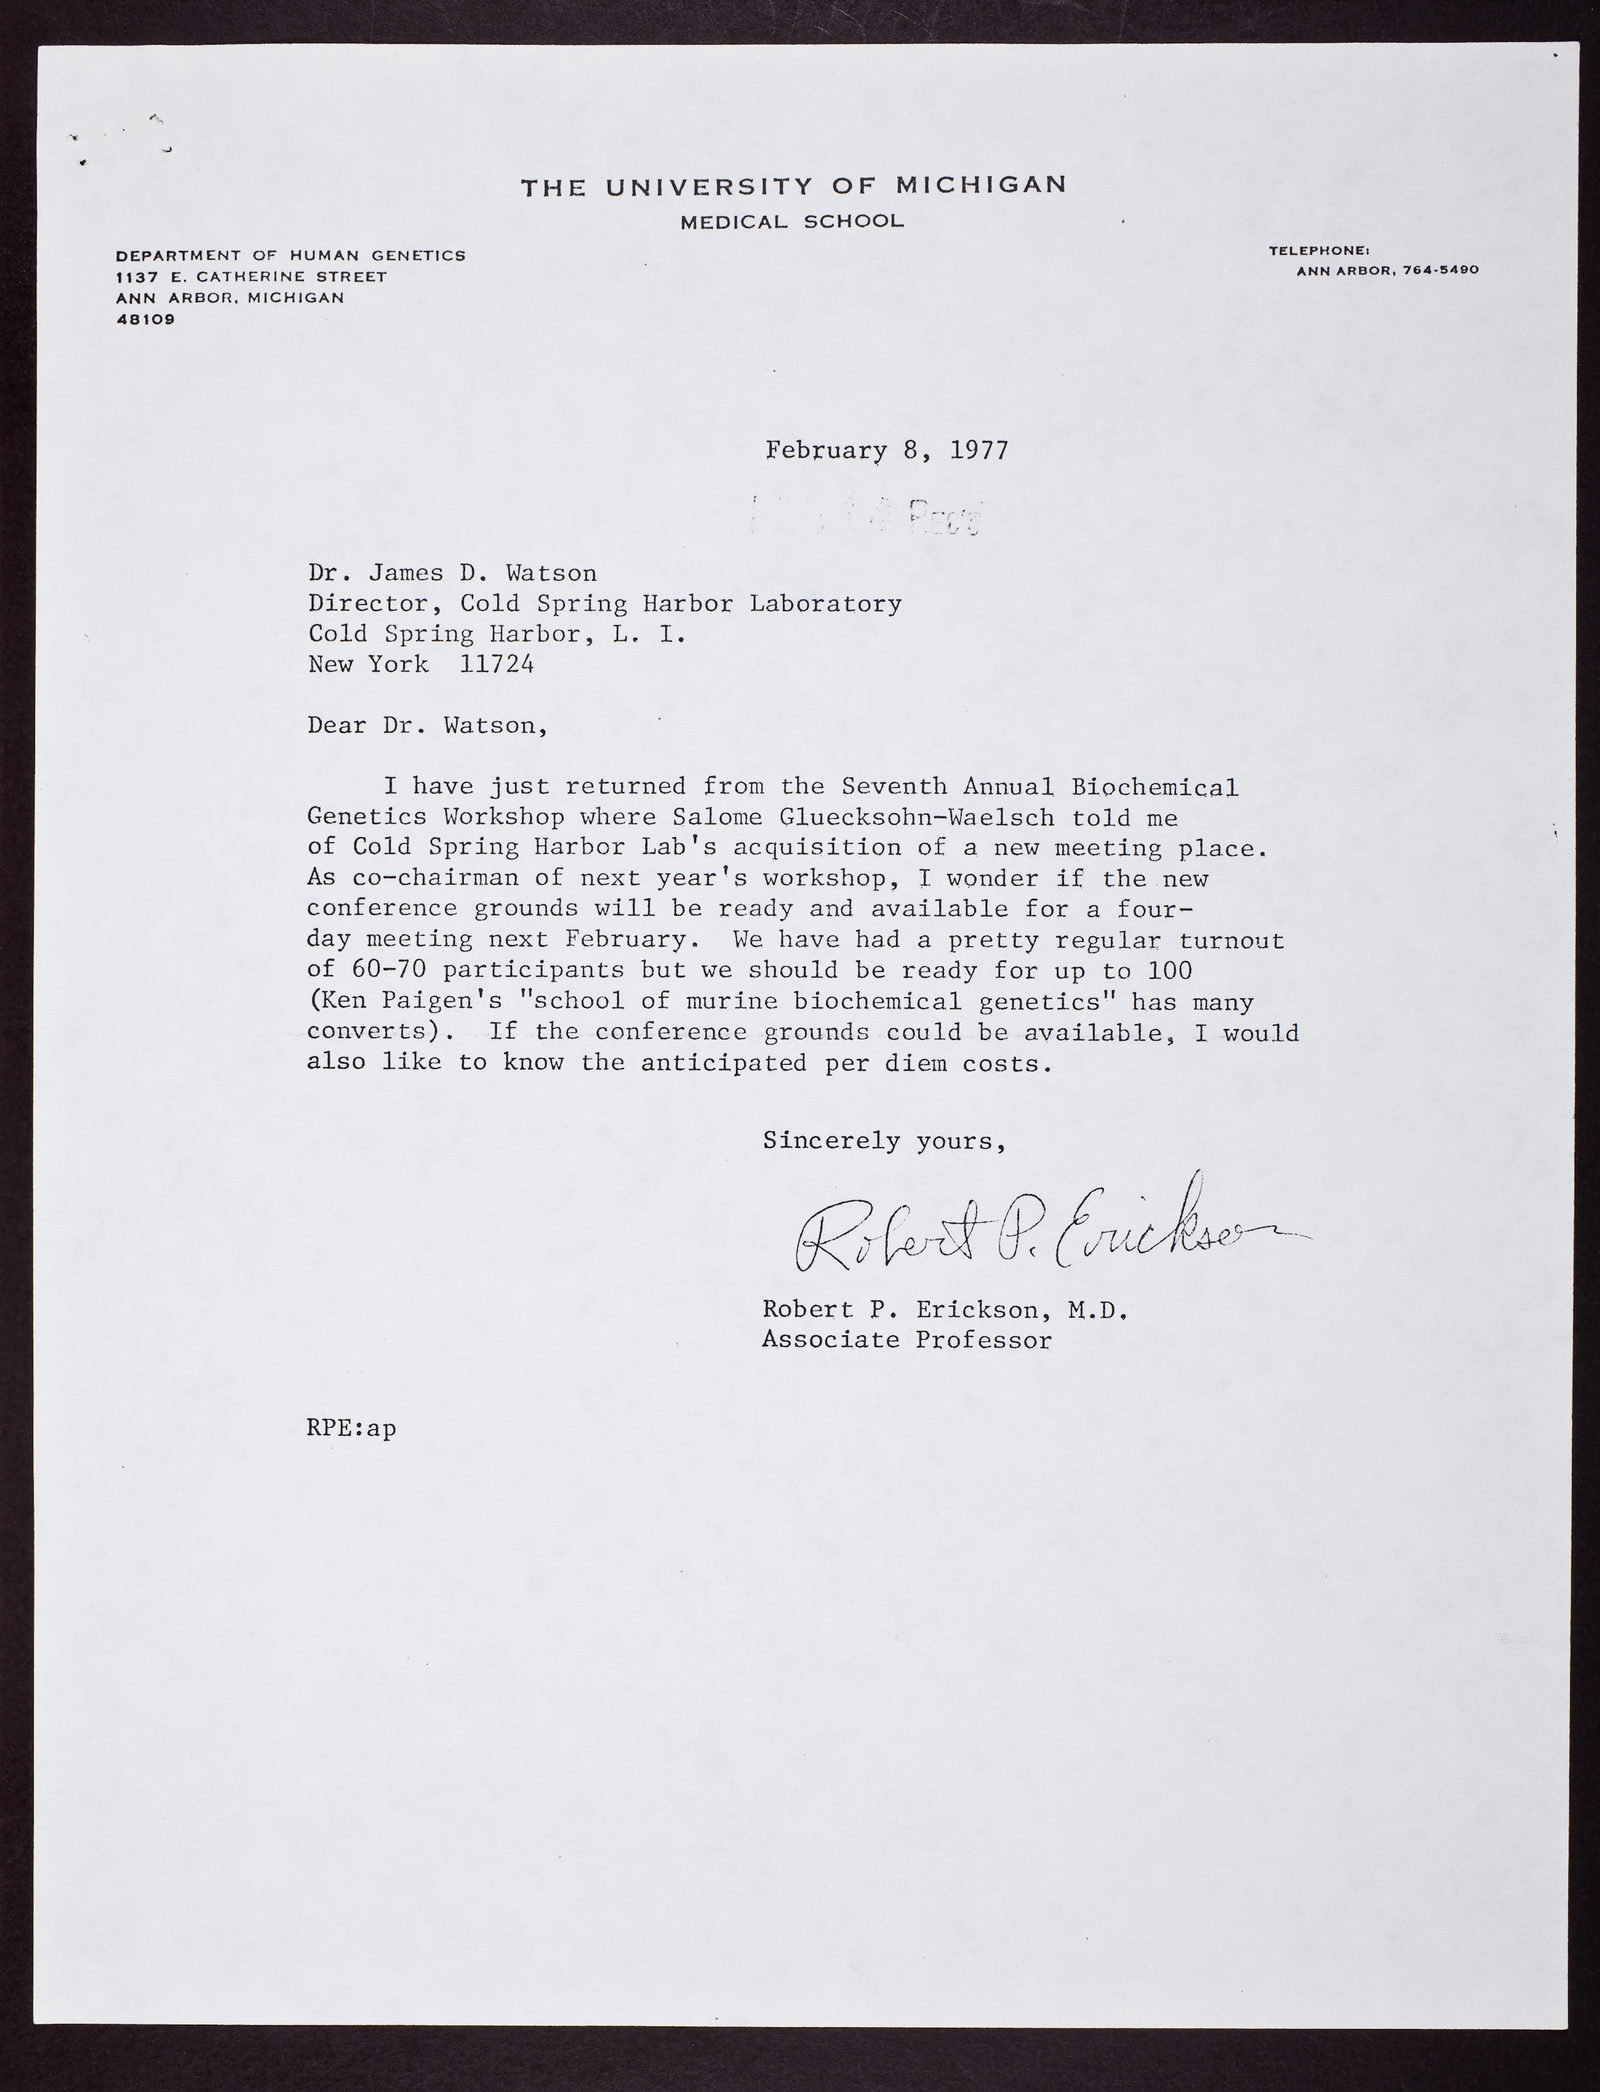 THE UNIVERSITY OF MICHIGAN
MEDICAL SCHOOL
DEPARTMENT OF HUMAN GENETICS
1137 E. CATHERINE STREET
ANN ARBOR, MICHIGAN
48109
TELEPHONE:
ANN ARBOR, 764-5490
February 8, 1977
14 REC'D
Dr. James D. Watson
Director, Cold Spring Harbor Laboratory
Cold Spring Harbor, L. I.
New York  11724
Dear Dr. Watson,
I have just returned from the Seventh Annual Biochemical
Genetics Workshop where Salome Gluecksohn-Waelsch told me
of Cold Spring Harbor Lab's acquisition of a new meeting place.
As co-chairman of next year's workshop, I wonder if the new
conference grounds will be ready and available for a four-
day meeting next February.  We have had a pretty regular turnout
of 60-70 participants but we should be ready for up to 100
(Ken Paigen's "school of murine biochemical genetics" has many
converts).  If the conference grounds could be available, I would
also like to know the anticipated per diem costs.
Sincerely yours,
Robert P. Erickson
Robert P. Erickson, M.D.
Associate Professor
RPE:ap